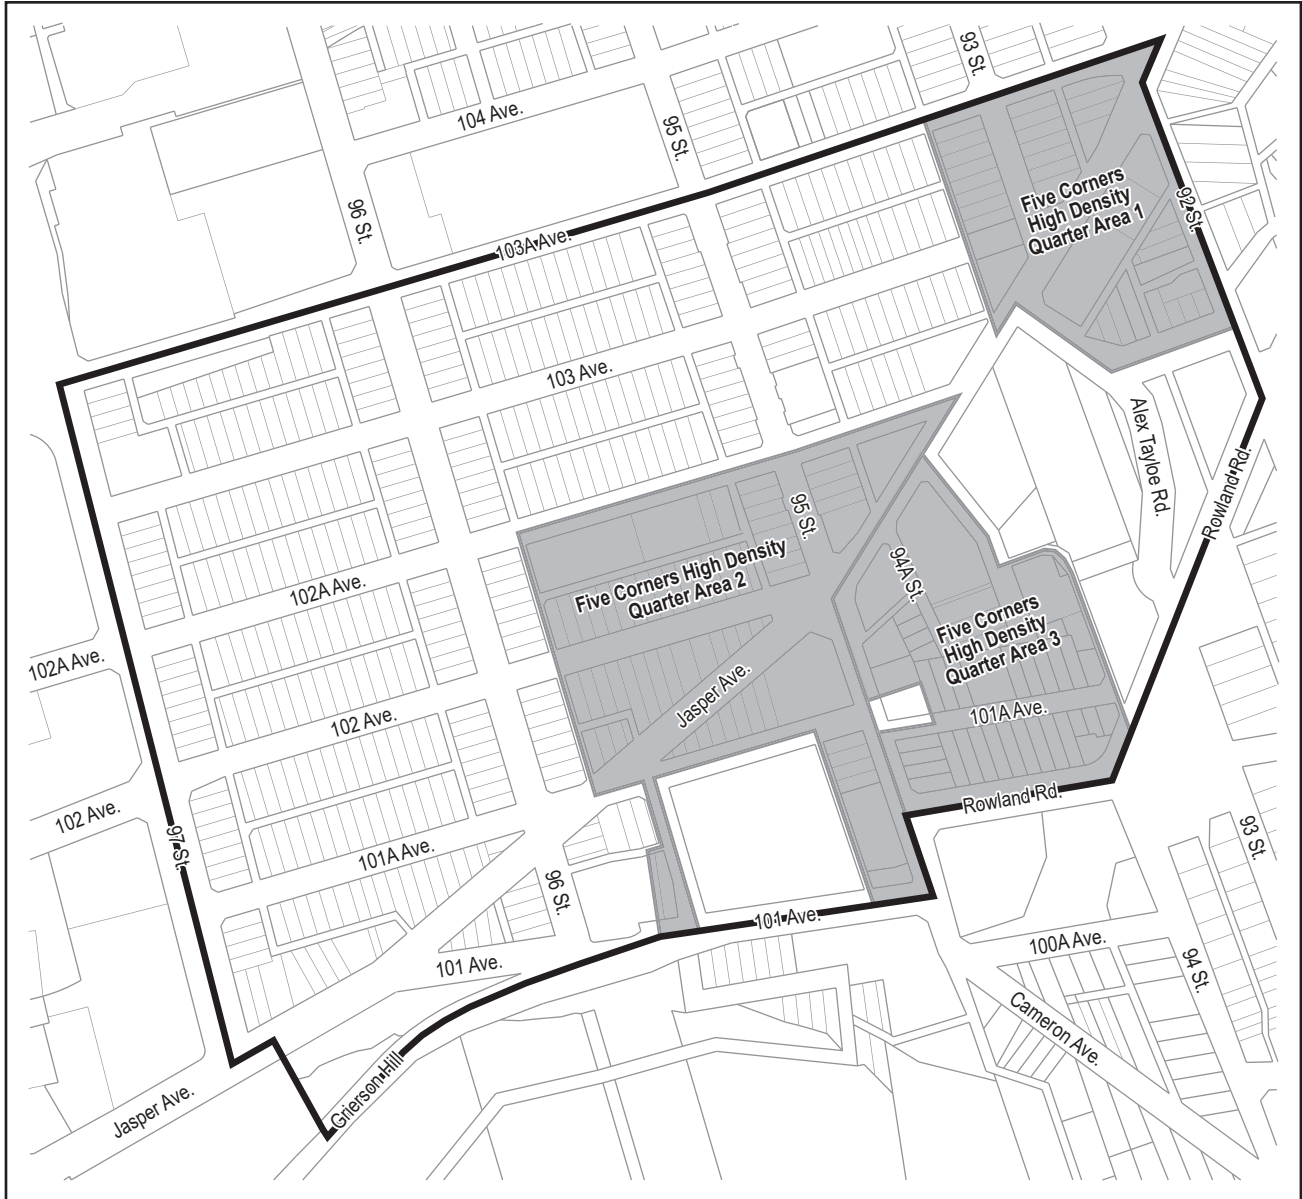 93 St.
104 Ave.
95 St.
96 St.
103A Ave.
Five Corners
High Density
Quarter Area 1
92 St.
103 Ave.
Alex Tayloe Rd.
Rowland Rd.
95 St.
Five Corners High Density
Quarter Area 2
94A St.
102A Ave.
Five Corners
High Density
Quarter Area 3
102A Ave.
Jasper Ave.
102 Ave.
101A Ave.
102 Ave.
Rowland Rd.
97 St.
101A Ave.
93 St.
96 St.
101 Ave.
100A Ave.
101 Ave.
94 St.
Cameron Ave.
Grierson Hill
Jasper Ave.